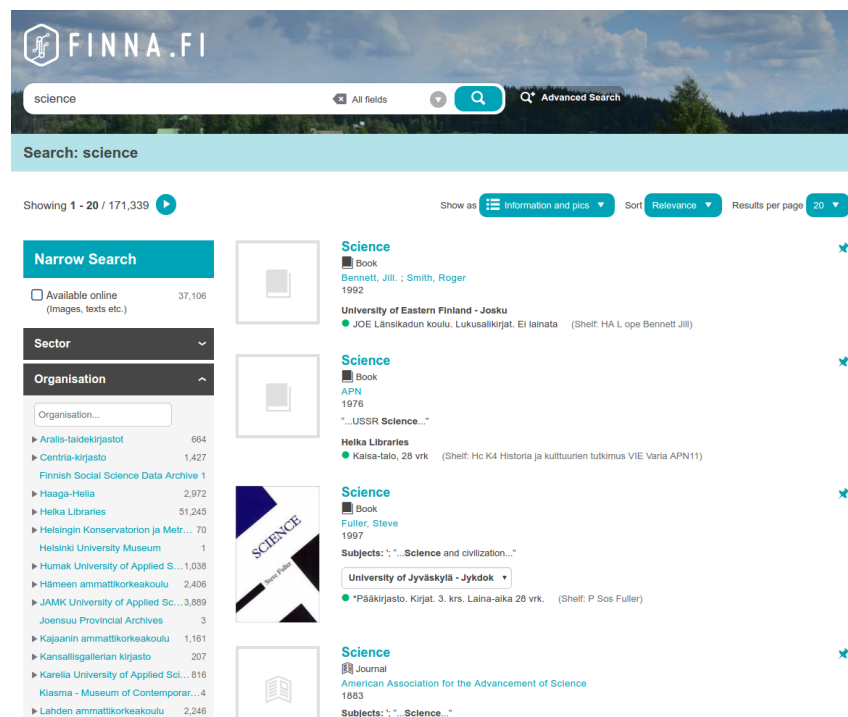 FINNA.FI
science All fields Advanced Search
Search: science
Showing 1 - 20 / 171,339 Show as Information and pics Sort Relevance Results per page 20
Narrow Search
Available online 37,106
(Images, texts etc.)
Sector
Organisation
Organisation...
Aralis-taidekirjastot 664
Centria-kirjasto 1,427
Finnish Social Science Data Archive 1
Haaga-Helia 2,972
Helka Libraries 51,245
Helsingin Konservatorion ja Metr... 70
Helsinki University Museum 1
Humak University of Applied S... 1,038
Hämeen ammattikorkeakoulu 2,406
JAMK University of Applied Sc... 3,889
Joensuu Provincial Archives 3
Kajaanin ammattikorkeakoulu 1,161
Kansallisgallerian kirjasto 207
Karelia University of Applied Sci... 816
Kiasma - Museum of Contemporar... 4
Lahden ammattikorkeakoulu 2,246
Science
Book
Bennett, Jill. ; Smith, Roger
1992
University of Eastern Finland - Josku
JOE Länsikadun koulu. Lukusalikirjat. Ei lainata (Shelf: HA L ope Bennett Jill)
Science
Book
APN
1976
"...USSR Science..."
Helka Libraries
Kaisa-talo, 28 vrk (Shelf: Hc K4 Historia ja kulttuurien tutkimus VIE Varia APN11)
SCIENCE
Steve Fuller
Science
Book
Fuller, Steve
1997
Subjects: '; "...Science and civilization..."
University of Jyväskylä - Jykdok
*Pääkirjasto. Kirjat. 3. krs. Laina-aika 28 vrk. (Shelf: P Sos Fuller)
Science
Journal
American Association for the Advancement of Science
1883
Subjects: '; "...Science..."